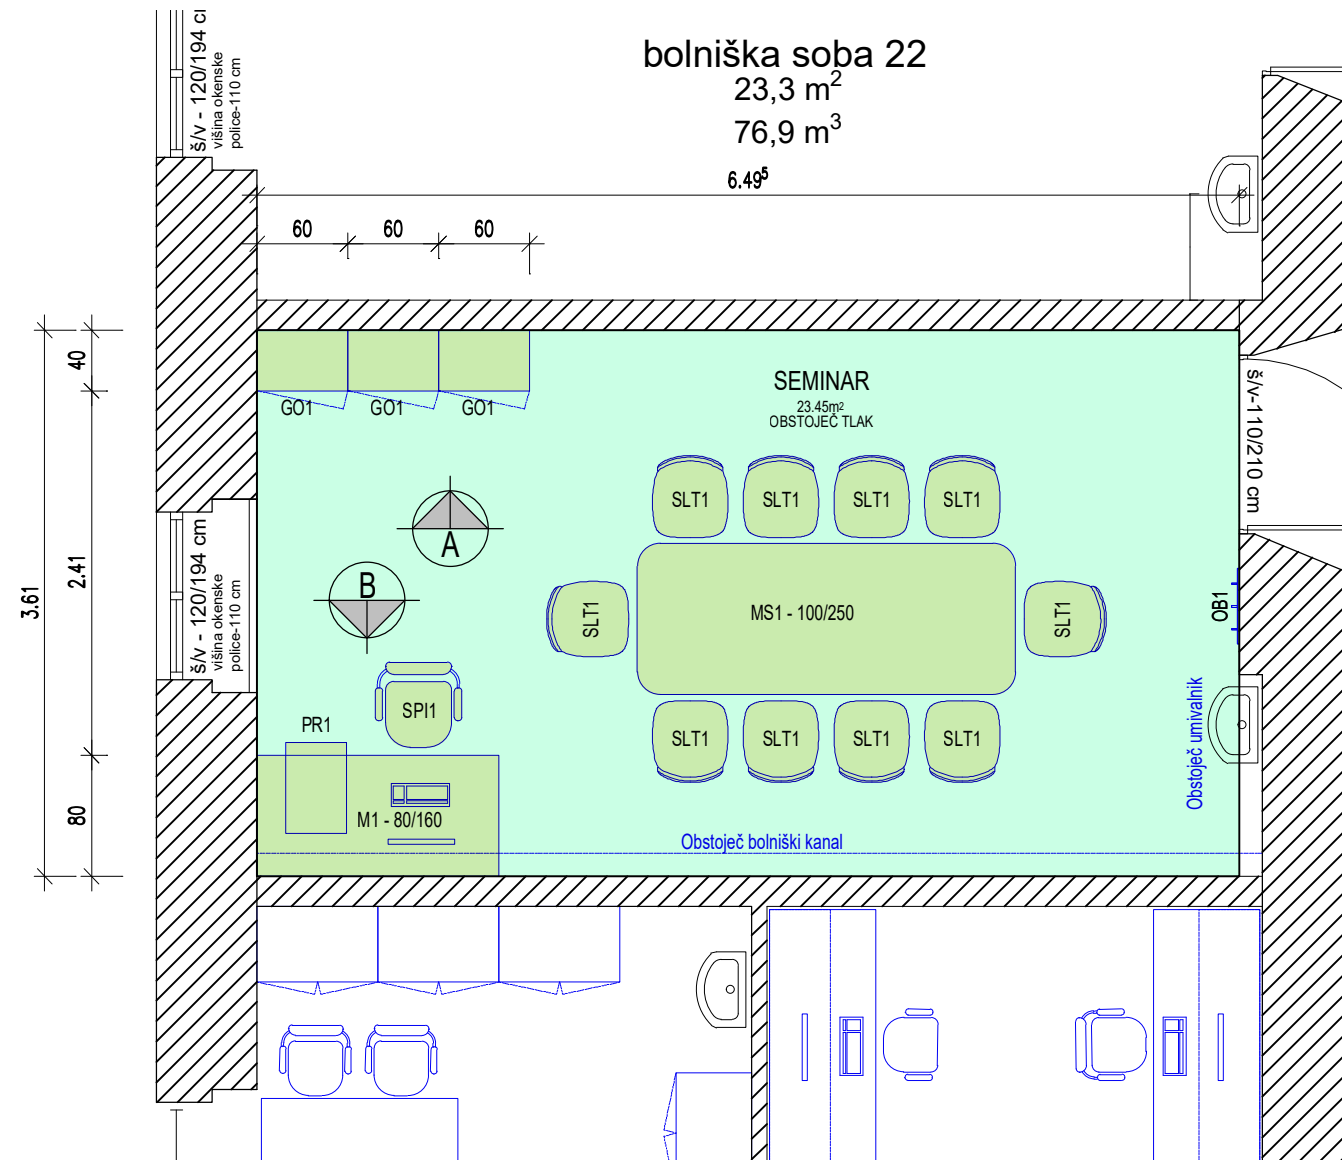 bolniška soba 22
23,3 m²
76,9 m³
š/v - 120/194 cm
višina okenske
police-110 cm
6.49⁵
60
60
60
40
2.41
3.61
80
GO1
GO1
GO1
SEMINAR
23.45m²
OBSTOJEČ TLAK
š/v-110/210 cm
SLT1
SLT1
SLT1
SLT1
A
B
š/v - 120/194 cm
višina okenske
police-110 cm
SLT1
MS1 - 100/250
SLT1
OB1
SPI1
PR1
SLT1
SLT1
SLT1
SLT1
Obstoječ umivalnik
M1 - 80/160
Obstoječ bolniški kanal